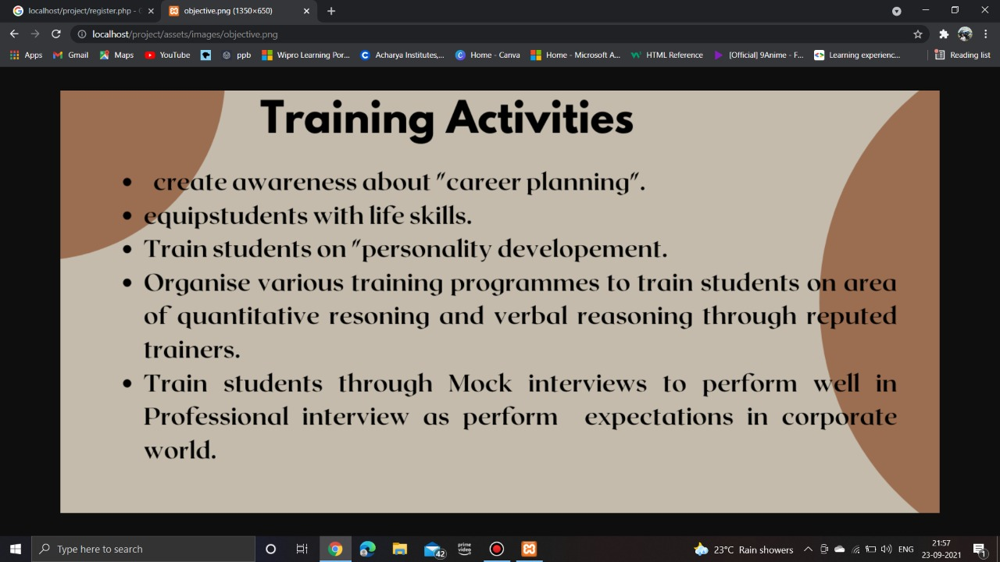 localhost/project/register.php - G
objective.png (1350×650)
localhost/project/assets/images/objective.png
Apps Gmail Maps YouTube ppb Wipro Learning Por... Acharya Institutes,... Home - Canva Home - Microsoft A... HTML Reference [Official] 9Anime - F... Learning experienc... Reading list
Training Activities
• create awareness about "career planning".
• equipstudents with life skills.
• Train students on "personality developement.
• Organise various training programmes to train students on area
of quantitative resoning and verbal reasoning through reputed
trainers.
• Train students through Mock interviews to perform well in
Professional interview as perform expectations in corporate
world.
Type here to search
42
prime video
23°C Rain showers
ENG
21:57
23-09-2021
1